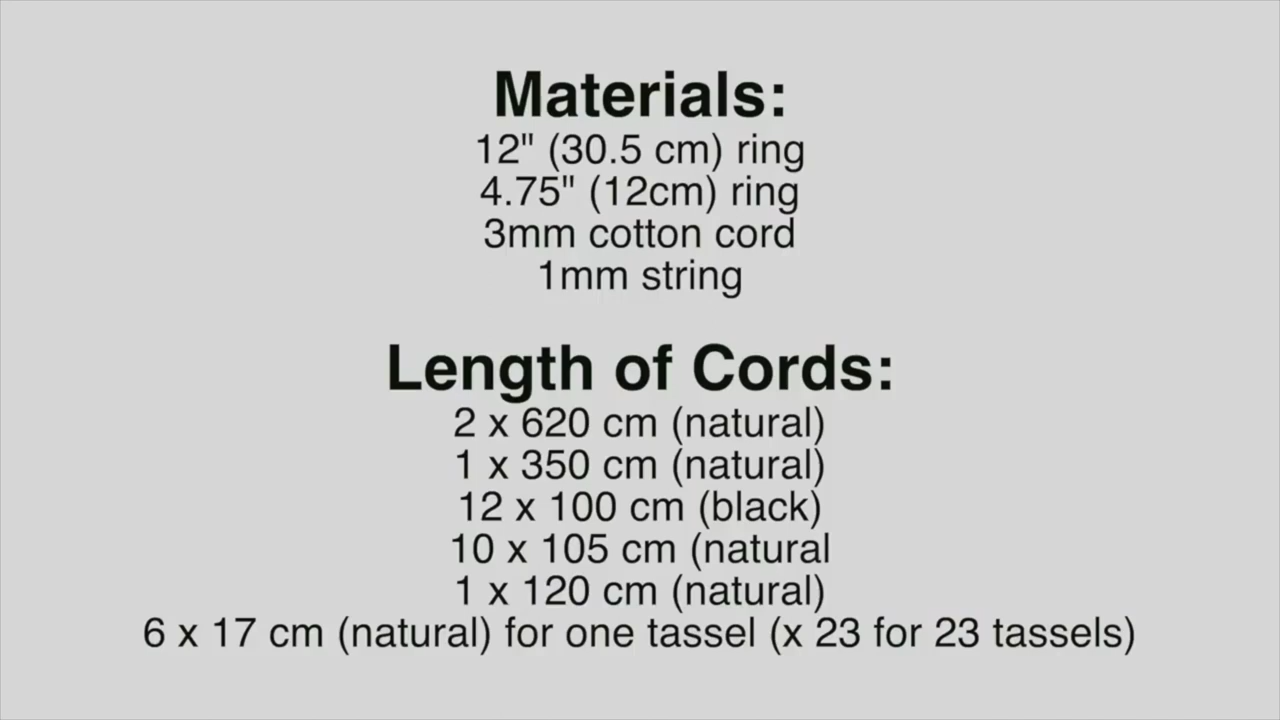 Materials:
12" (30.5 cm) ring
4.75" (12cm) ring
3mm cotton cord
1mm string
Length of Cords:
2 x 620 cm (natural)
1 x 350 cm (natural)
12 x 100 cm (black)
10 x 105 cm (natural
1 x 120 cm (natural)
6 x 17 cm (natural) for one tassel (x 23 for 23 tassels)